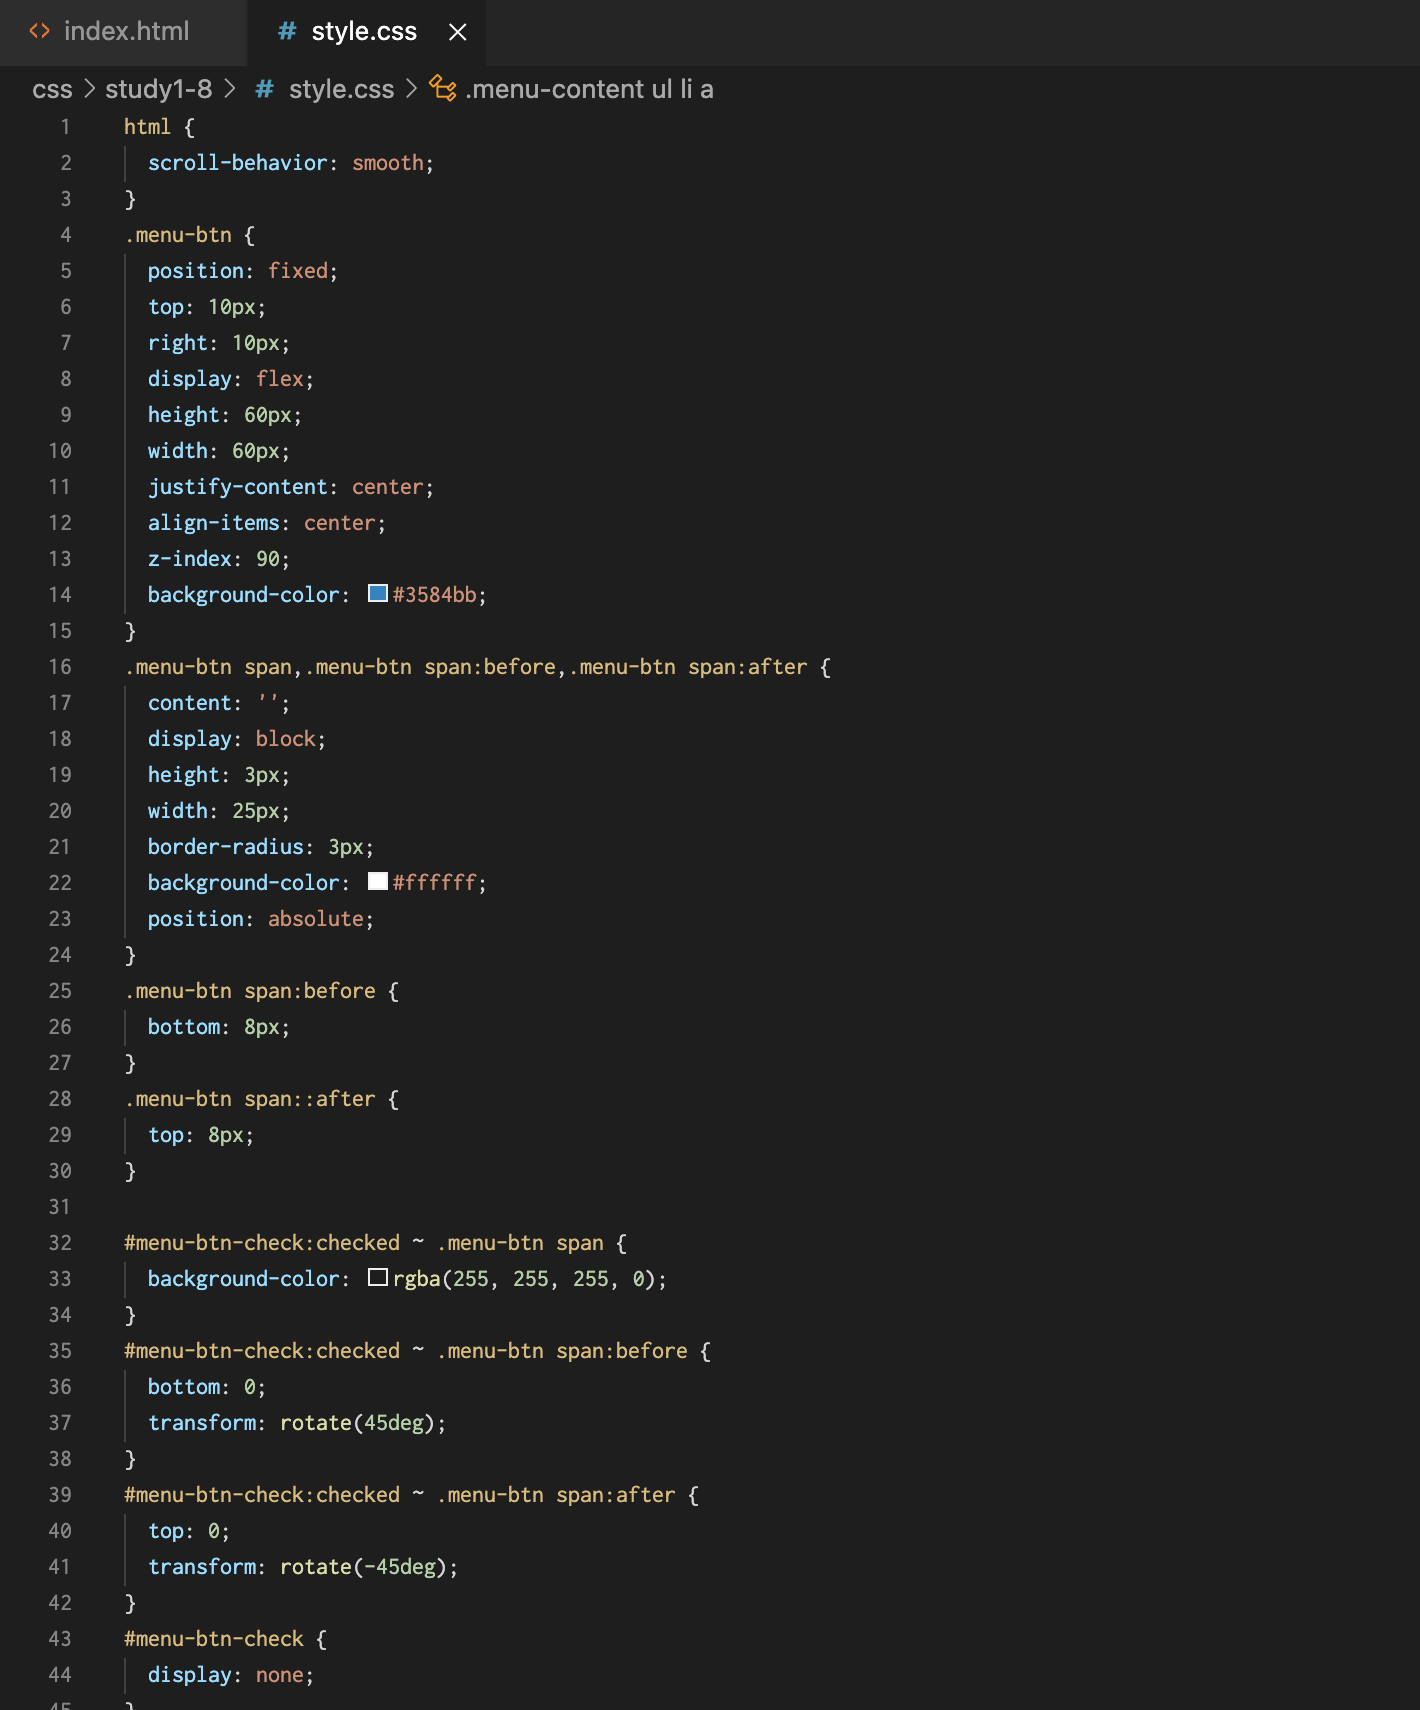 index.html
# style.css
css > study1-8 > # style.css > .menu-content ul li a
1 html {
2 scroll-behavior: smooth;
3 }
4 .menu-btn {
5 position: fixed;
6 top: 10px;
7 right: 10px;
8 display: flex;
9 height: 60px;
10 width: 60px;
11 justify-content: center;
12 align-items: center;
13 z-index: 90;
14 background-color: #3584bb;
15 }
16 .menu-btn span,.menu-btn span:before,.menu-btn span:after {
17 content: '';
18 display: block;
19 height: 3px;
20 width: 25px;
21 border-radius: 3px;
22 background-color: #ffffff;
23 position: absolute;
24 }
25 .menu-btn span:before {
26 bottom: 8px;
27 }
28 .menu-btn span::after {
29 top: 8px;
30 }
31
32 #menu-btn-check:checked ~ .menu-btn span {
33 background-color: rgba(255, 255, 255, 0);
34 }
35 #menu-btn-check:checked ~ .menu-btn span:before {
36 bottom: 0;
37 transform: rotate(45deg);
38 }
39 #menu-btn-check:checked ~ .menu-btn span:after {
40 top: 0;
41 transform: rotate(-45deg);
42 }
43 #menu-btn-check {
44 display: none;
45 }